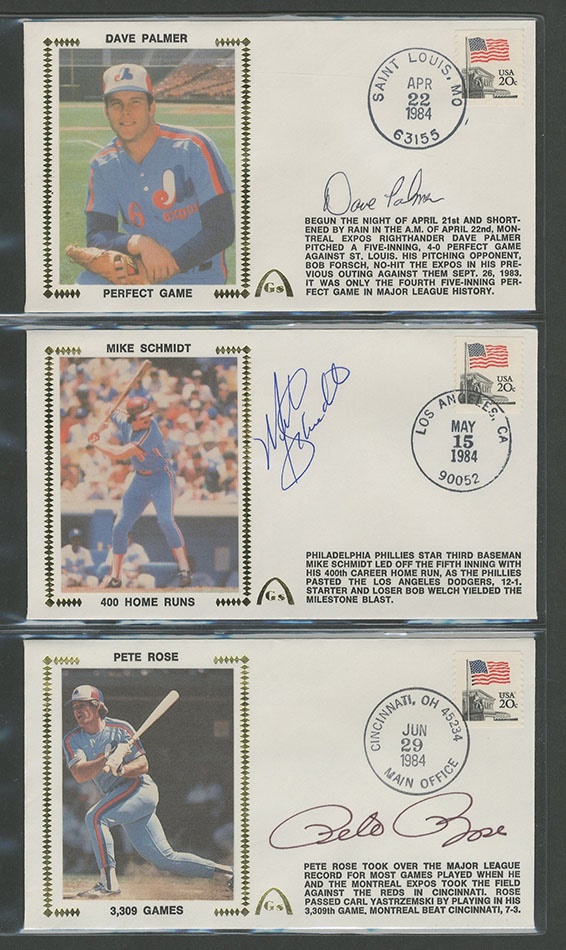 DAVE PALMER
EXPOS
PERFECT GAME
Gs
SAINT LOUIS, MO
APR
22
1984
63155
USA
20c
Dave Palmer
BEGUN THE NIGHT OF APRIL 21st AND SHORT-
ENED BY RAIN IN THE A.M. OF APRIL 22nd, MON-
TREAL EXPOS RIGHTHANDER DAVE PALMER
PITCHED A FIVE-INNING, 4-0 PERFECT GAME
AGAINST ST. LOUIS. HIS PITCHING OPPONENT,
BOB FORSCH, NO-HIT THE EXPOS IN HIS PRE-
VIOUS OUTING AGAINST THEM SEPT. 26, 1983.
IT WAS ONLY THE FOURTH FIVE-INNING PER-
FECT GAME IN MAJOR LEAGUE HISTORY.
MIKE SCHMIDT
400 HOME RUNS
Gs
Mike Schmidt
USA
20c
LOS ANGELES, CA
MAY
15
1984
90052
PHILADELPHIA PHILLIES STAR THIRD BASEMAN
MIKE SCHMIDT LED OFF THE FIFTH INNING WITH
HIS 400th CAREER HOME RUN, AS THE PHILLIES
PASTED THE LOS ANGELES DODGERS, 12-1.
STARTER AND LOSER BOB WELCH YIELDED THE
MILESTONE BLAST.
PETE ROSE
3,309 GAMES
Gs
USA
20c
CINCINNATI, OH 45234
JUN
29
1984
MAIN OFFICE
Pete Rose
PETE ROSE TOOK OVER THE MAJOR LEAGUE
RECORD FOR MOST GAMES PLAYED WHEN HE
AND THE MONTREAL EXPOS TOOK THE FIELD
AGAINST THE REDS IN CINCINNATI. ROSE
PASSED CARL YASTRZEMSKI BY PLAYING IN HIS
3,309th GAME. MONTREAL BEAT CINCINNATI, 7-3.